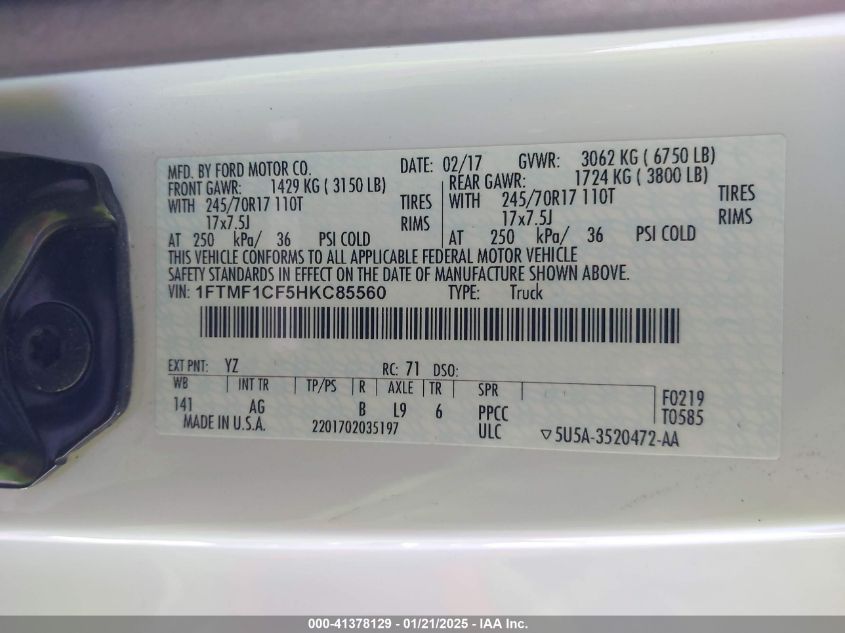 MFD. BY FORD MOTOR CO. DATE: 02/17 GVWR: 3062 KG ( 6750 LB)
FRONT GAWR: 1429 KG ( 3150 LB) REAR GAWR: 1724 KG ( 3800 LB)
WITH 245/70R17 110T TIRES WITH 245/70R17 110T TIRES
17x7.5J RIMS 17x7.5J RIMS
AT 250 kPa/ 36 PSI COLD AT 250 kPa/ 36 PSI COLD
THIS VEHICLE CONFORMS TO ALL APPLICABLE FEDERAL MOTOR VEHICLE
SAFETY STANDARDS IN EFFECT ON THE DATE OF MANUFACTURE SHOWN ABOVE.
VIN: 1FTMF1CF5HKC85560 TYPE: Truck
EXT PNT: YZ RC: 71 DSO:
WB INT TR TP/PS R AXLE TR SPR F0219
141 AG B L9 6 PPCC T0585
MADE IN U.S.A. 2201702035197 ULC ▽5U5A-3520472-AA
000-41378129 - 01/21/2025 - IAA Inc.